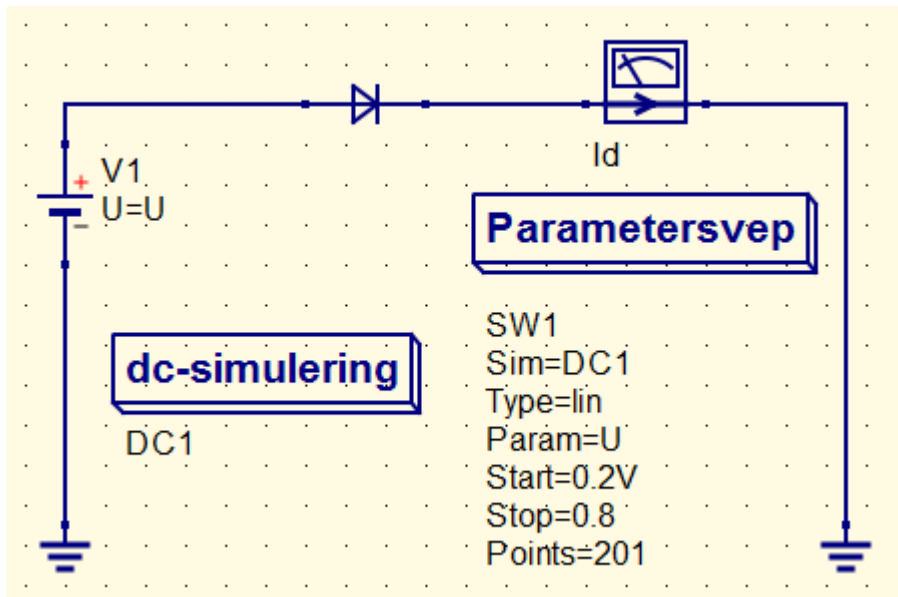 V1
U=U
Id
Parametersvep
dc-simulering
DC1
SW1
Sim=DC1
Type=lin
Param=U
Start=0.2V
Stop=0.8
Points=201